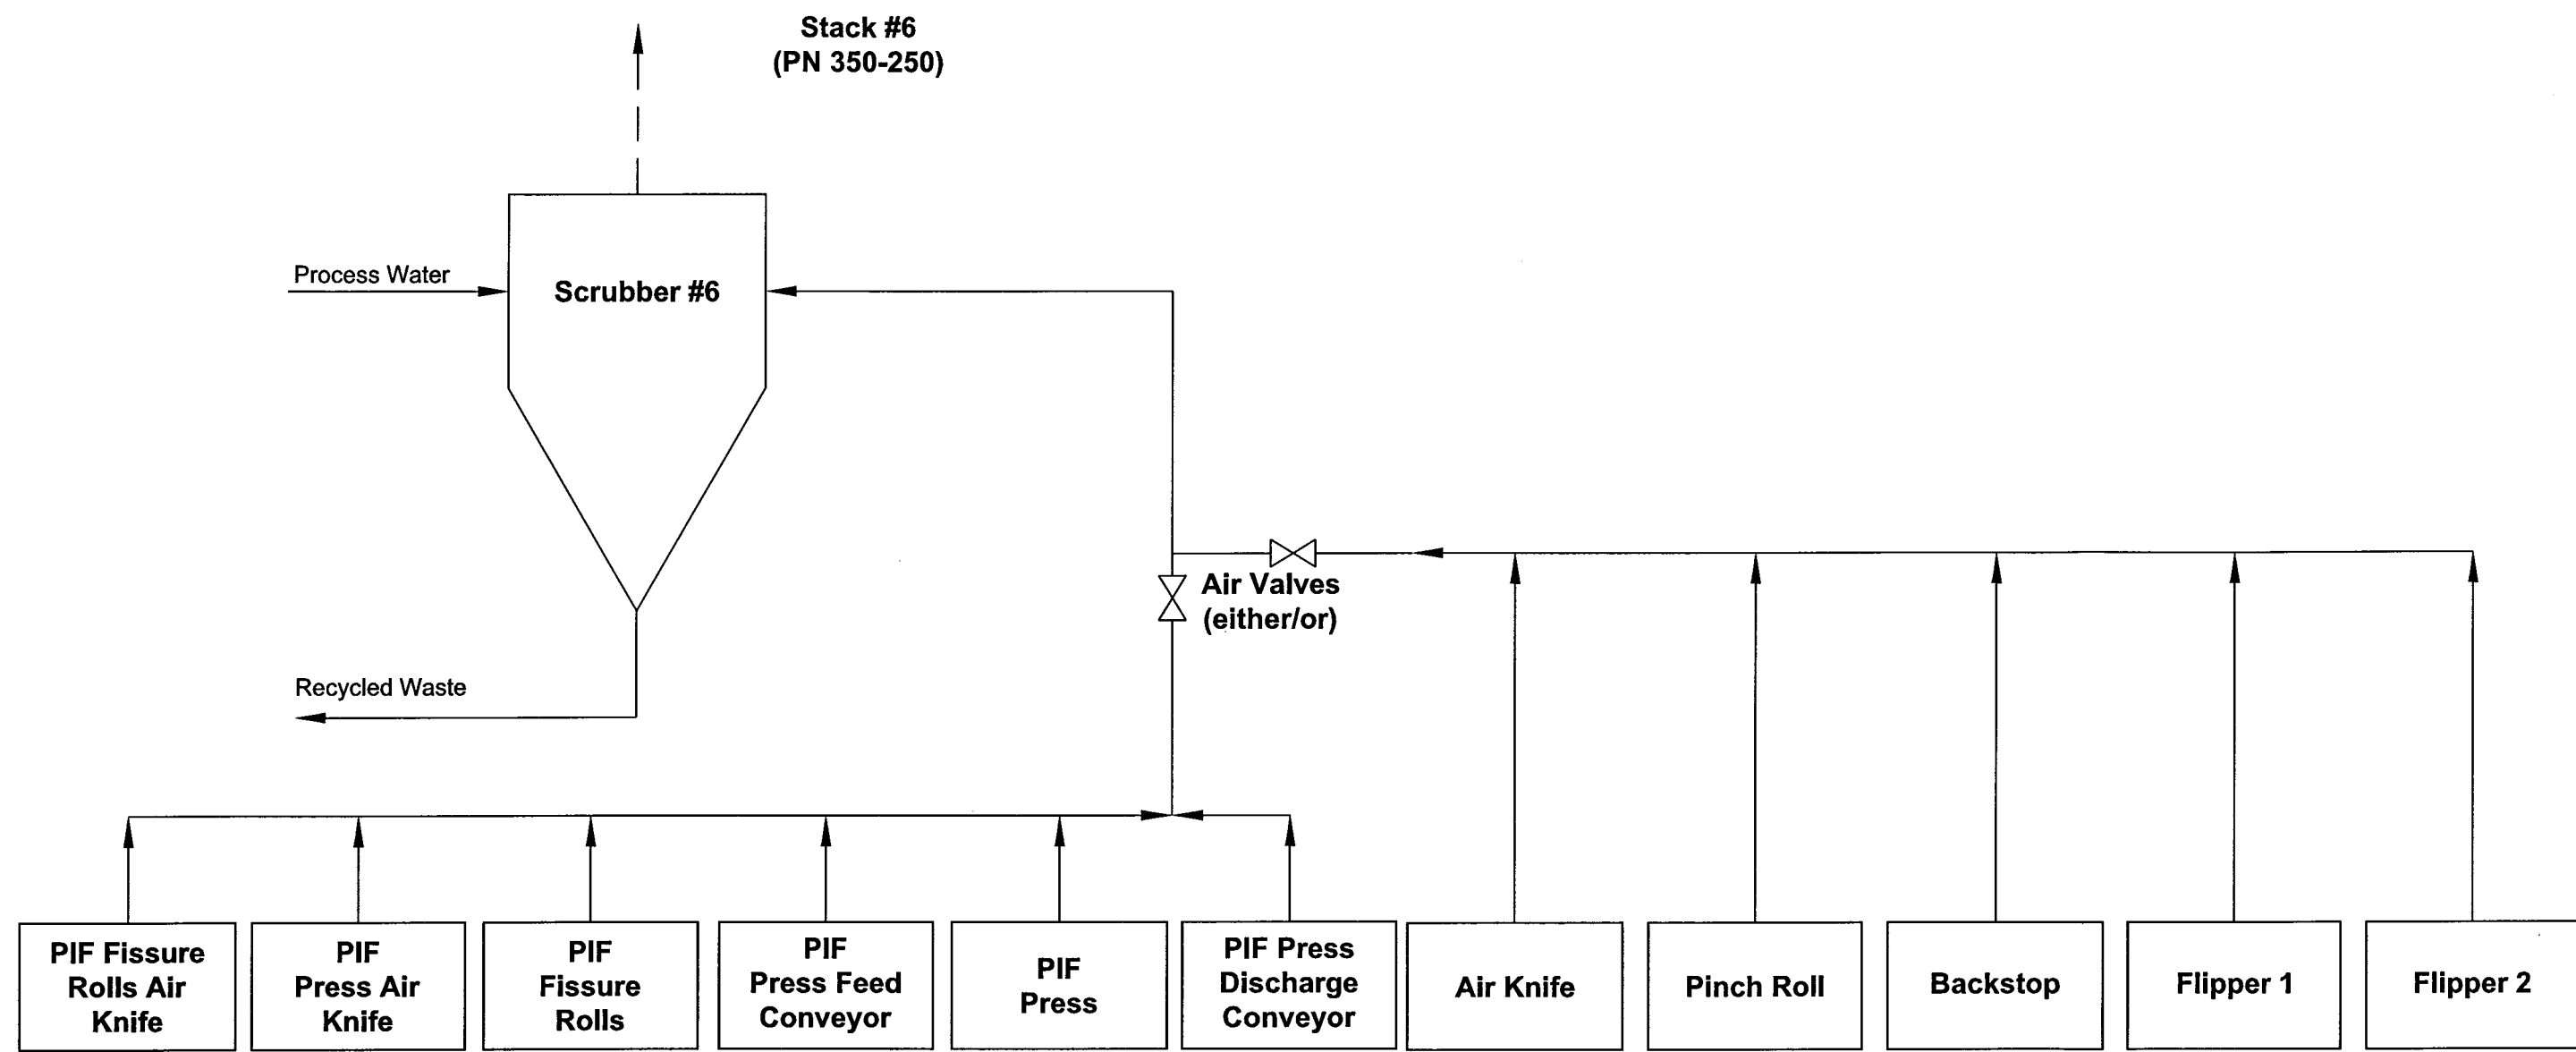 Stack #6
(PN 350-250)
Process Water
Scrubber #6
Air Valves
(either/or)
Recycled Waste
PIF Fissure
Rolls Air
Knife
PIF
Press Air
Knife
PIF
Fissure
Rolls
PIF
Press Feed
Conveyor
PIF
Press
PIF Press
Discharge
Conveyor
Air Knife
Pinch Roll
Backstop
Flipper 1
Flipper 2